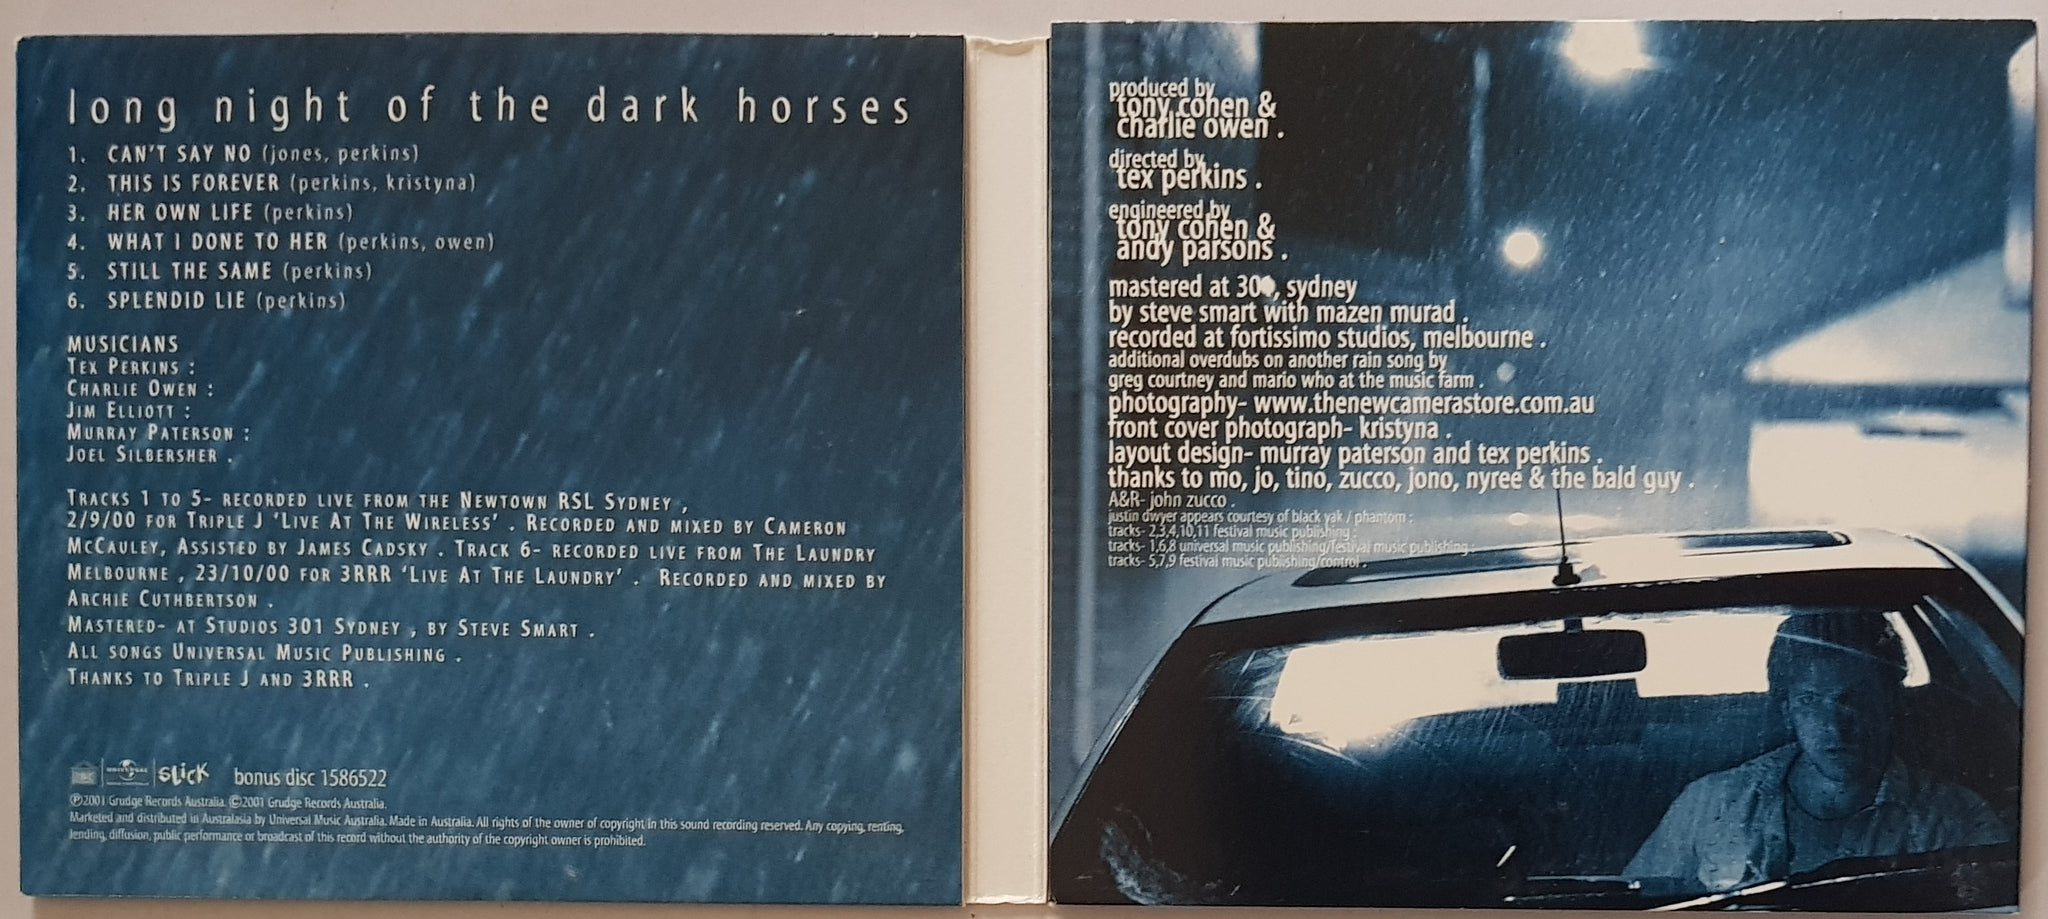 long night of the dark horses
1. CAN'T SAY NO (jones, perkins)
2. THIS IS FOREVER (perkins, kristyna)
3. HER OWN LIFE (perkins)
4. WHAT I DONE TO HER (perkins, owen)
5. STILL THE SAME (perkins)
6. SPLENDID LIE (perkins)
MUSICIANS
TEX PERKINS :
CHARLIE OWEN :
JIM ELLIOTT :
MURRAY PATERSON :
JOEL SILBERSHER .
TRACKS 1 TO 5- RECORDED LIVE FROM THE NEWTOWN RSL SYDNEY ,
2/9/00 FOR TRIPLE J 'LIVE AT THE WIRELESS' . RECORDED AND MIXED BY CAMERON
MCCAULEY, ASSISTED BY JAMES CADSKY . TRACK 6- RECORDED LIVE FROM THE LAUNDRY
MELBOURNE , 23/10/00 FOR 3RRR 'LIVE AT THE LAUNDRY' . RECORDED AND MIXED BY
ARCHIE CUTHBERTSON .
MASTERED- AT STUDIOS 301 SYDNEY , BY STEVE SMART .
ALL SONGS UNIVERSAL MUSIC PUBLISHING .
THANKS TO TRIPLE J AND 3RRR .
UNIVERSAL SLICK bonus disc 1586522
℗2001 Grudge Records Australia. ©2001 Grudge Records Australia.
Marketed and distributed in Australasia by Universal Music Australia. Made in Australia. All rights of the owner of copyright in this sound recording reserved. Any copying, renting,
lending, diffusion, public performance or broadcast of this record without the authority of the copyright owner is prohibited.
produced by
tony cohen &
charlie owen .
directed by
tex perkins .
engineered by
tony cohen &
andy parsons .
mastered at 30, sydney
by steve smart with mazen murad .
recorded at fortissimo studios, melbourne .
additional overdubs on another rain song by
greg courtney and mario who at the music farm .
photography- www.thenewcamerastore.com.au
front cover photograph- kristyna .
layout design- murray paterson and tex perkins .
thanks to mo, jo, tino, zucco, jono, nyree & the bald guy .
A&R- john zucco .
justin dwyer appears courtesy of black yak / phantom :
tracks- 2,3,4,10,11 festival music publishing :
tracks- 1,6,8 universal music publishing/festival music publishing :
tracks- 5,7,9 festival music publishing/control .